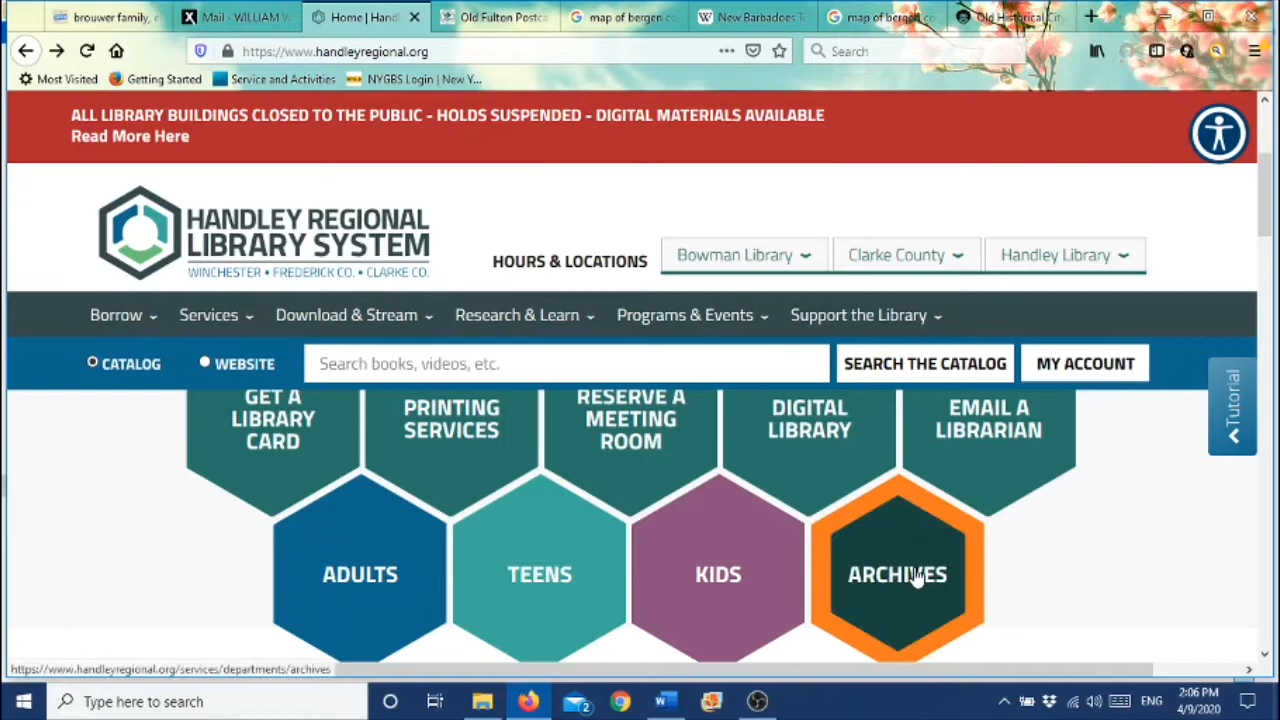 brouwer family, e
Mail - WILLIAM W
Home | Handl
Old Fulton Postca
map of bergen co
New Barbadoes T
map of bergen co
Old Historical Cit
https://www.handleyregional.org
Search
Most Visited
Getting Started
Service and Activities
NYGBS Login | New Y...
ALL LIBRARY BUILDINGS CLOSED TO THE PUBLIC - HOLDS SUSPENDED - DIGITAL MATERIALS AVAILABLE
Read More Here
HANDLEY REGIONAL
LIBRARY SYSTEM
WINCHESTER • FREDERICK CO. • CLARKE CO.
HOURS & LOCATIONS
Bowman Library
Clarke County
Handley Library
Borrow
Services
Download & Stream
Research & Learn
Programs & Events
Support the Library
CATALOG
WEBSITE
Search books, videos, etc.
SEARCH THE CATALOG
MY ACCOUNT
Tutorial
GET A
LIBRARY
CARD
PRINTING
SERVICES
RESERVE A
MEETING
ROOM
DIGITAL
LIBRARY
EMAIL A
LIBRARIAN
ADULTS
TEENS
KIDS
ARCHIVES
https://www.handleyregional.org/services/departments/archives
Type here to search
2
ENG
2:06 PM
4/9/2020